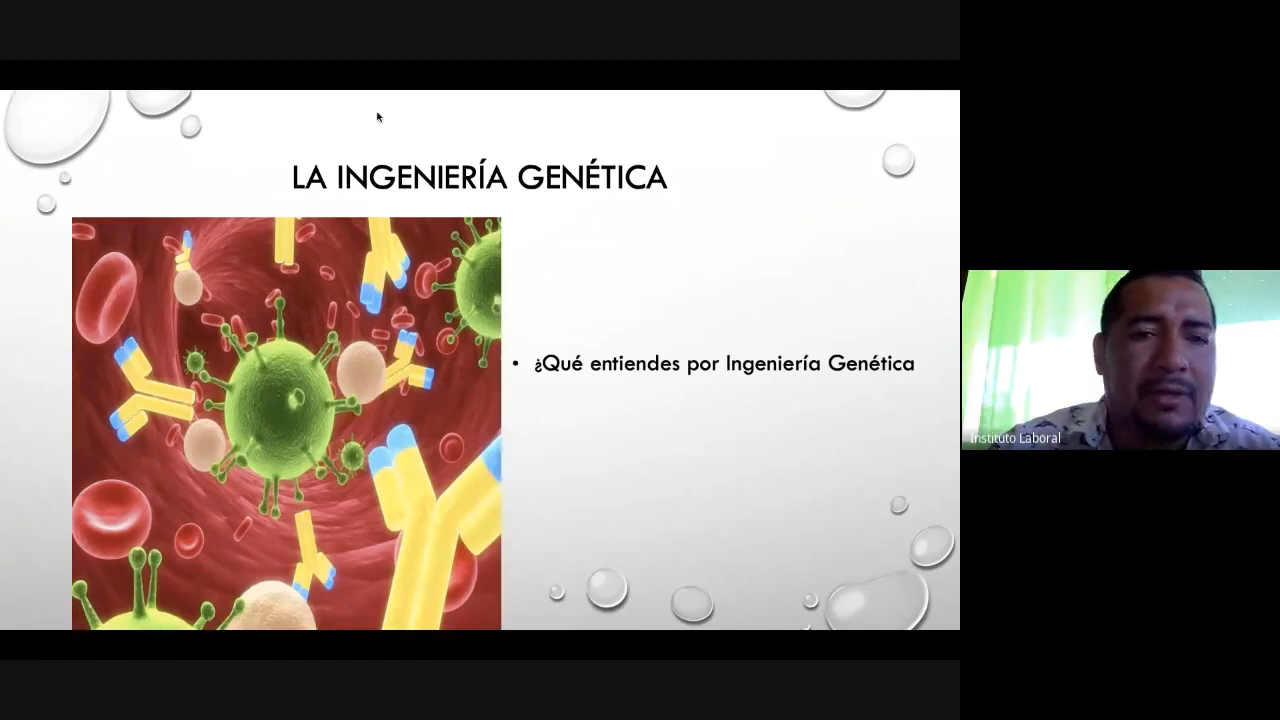 LA INGENIERÍA GENÉTICA
• ¿Qué entiendes por Ingeniería Genética
Instituto Laboral